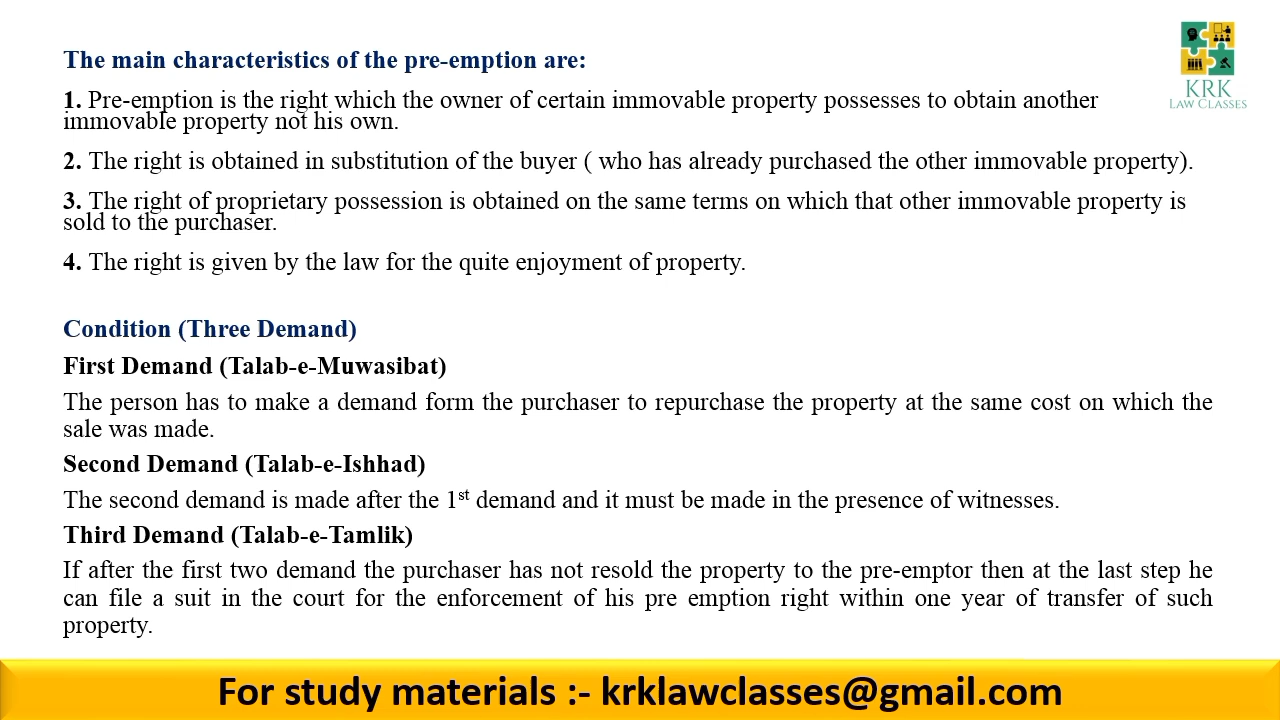 The main characteristics of the pre-emption are:
KRK
LAW CLASSES
1. Pre-emption is the right which the owner of certain immovable property possesses to obtain another
immovable property not his own.
2. The right is obtained in substitution of the buyer ( who has already purchased the other immovable property).
3. The right of proprietary possession is obtained on the same terms on which that other immovable property is
sold to the purchaser.
4. The right is given by the law for the quite enjoyment of property.
Condition (Three Demand)
First Demand (Talab-e-Muwasibat)
The person has to make a demand form the purchaser to repurchase the property at the same cost on which the
sale was made.
Second Demand (Talab-e-Ishhad)
The second demand is made after the 1st demand and it must be made in the presence of witnesses.
Third Demand (Talab-e-Tamlik)
If after the first two demand the purchaser has not resold the property to the pre-emptor then at the last step he
can file a suit in the court for the enforcement of his pre emption right within one year of transfer of such
property.
For study materials :- krklawclasses@gmail.com